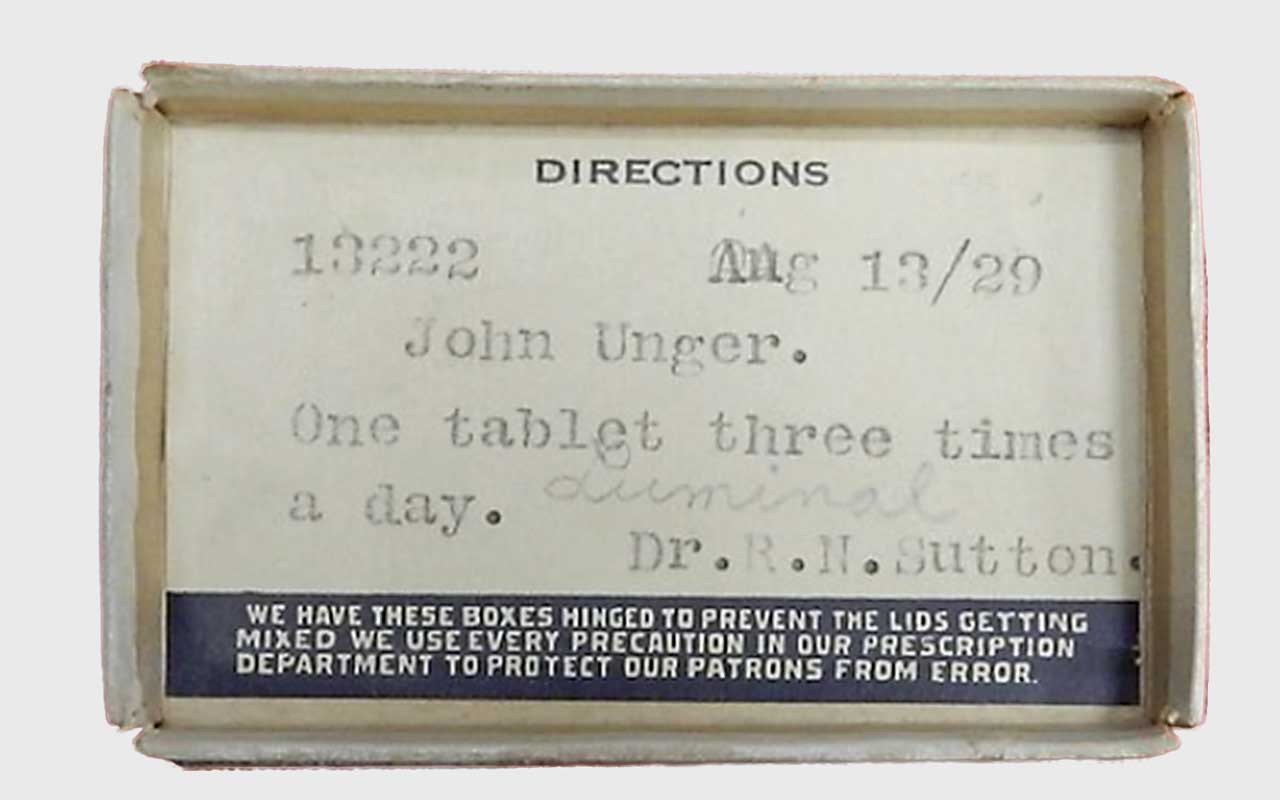 DIRECTIONS
13222 Aug 13/29
John Unger.
One tablet three times
a day. Luminal
Dr.R.N.Sutton.
WE HAVE THESE BOXES HINGED TO PREVENT THE LIDS GETTING
MIXED WE USE EVERY PRECAUTION IN OUR PRESCRIPTION
DEPARTMENT TO PROTECT OUR PATRONS FROM ERROR.